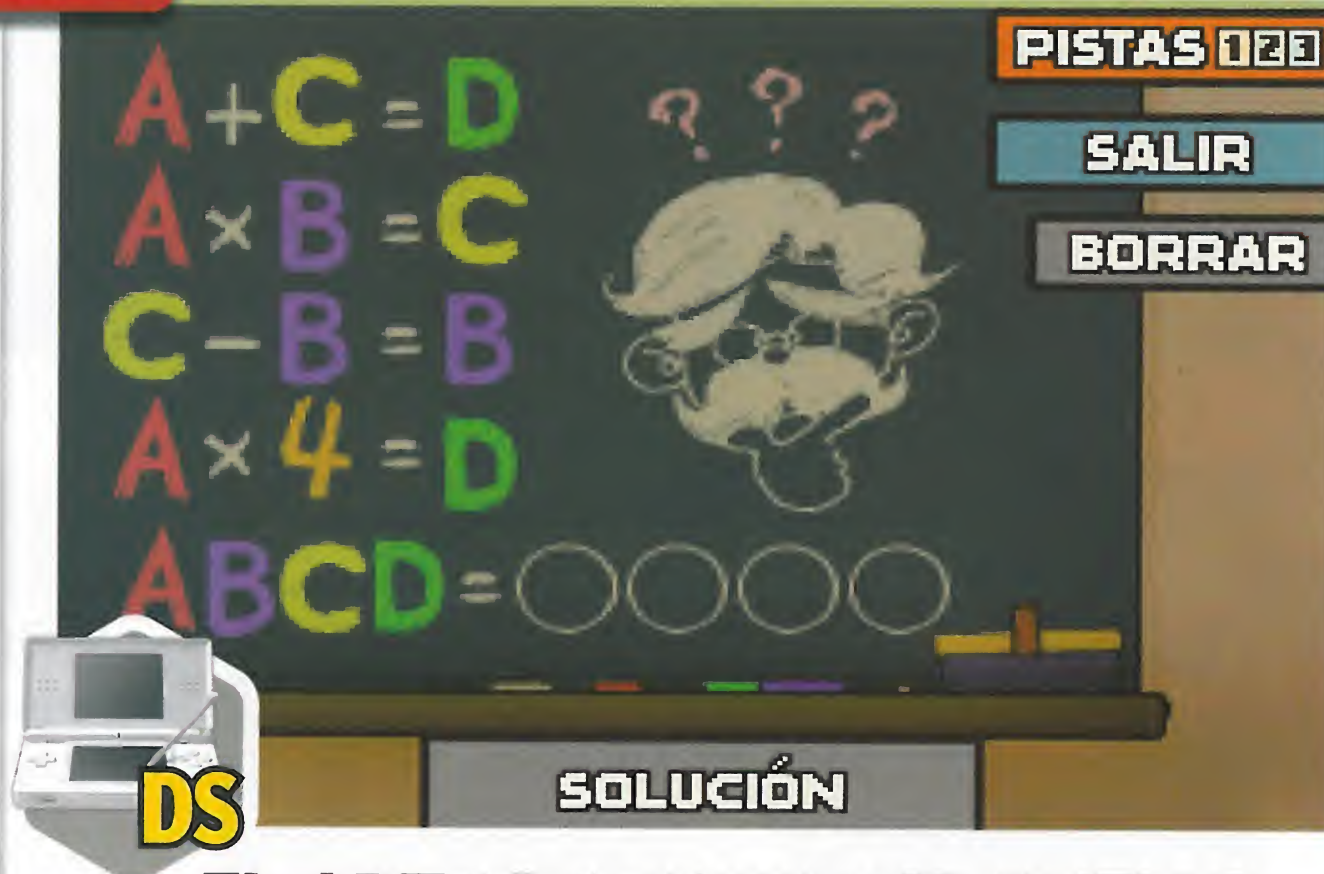 PISTAS 1 2 3
A + C = D
SALIR
A × B = C
BORRAR
C - B = B
A × 4 = D
ABCD =
DS
SOLUCIÓN